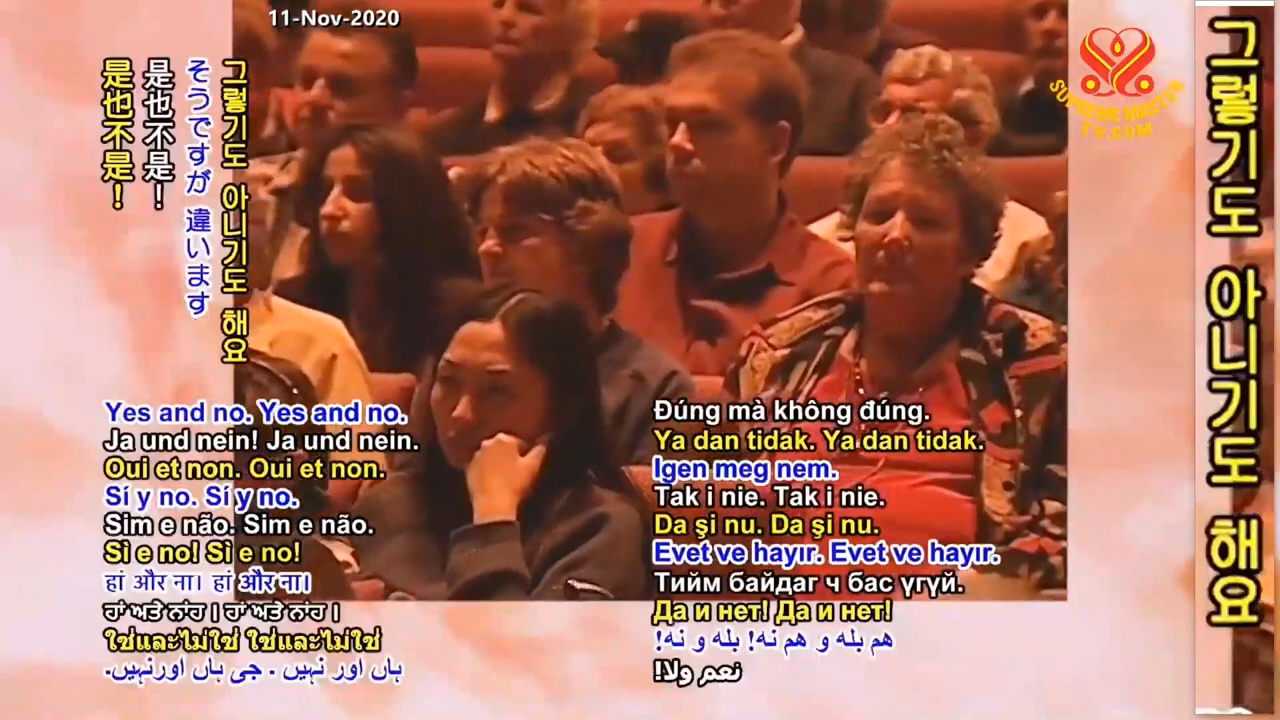 11-Nov-2020
SUPREME MASTER
TV.COM
그렇기도 아니기도 해요
그렇기도 아니기도 해요
そうですが 違います
是也不是！
是也不是！
Yes and no. Yes and no.
Ja und nein! Ja und nein.
Oui et non. Oui et non.
Sí y no. Sí y no.
Sim e não. Sim e não.
Sì e no! Sì e no!
हां और ना। हां और ना।
ਹਾਂ ਅਤੇ ਨਾਂਹ। ਹਾਂ ਅਤੇ ਨਾਂਹ।
ใช่และไม่ใช่ ใช่และไม่ใช่
ہاں اور نہیں ۔ جی ہاں اورنہیں۔
Đúng mà không đúng.
Ya dan tidak. Ya dan tidak.
Igen meg nem.
Tak i nie. Tak i nie.
Da şi nu. Da şi nu.
Evet ve hayır. Evet ve hayır.
Тийм байдаг ч бас үгүй.
Да и нет! Да и нет!
هم بله و هم نه! بله و نه!
نعم ولا!